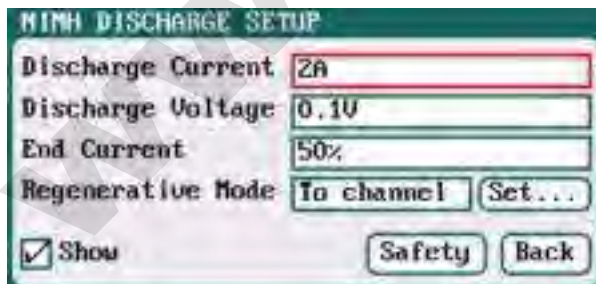 NIMH DISCHARGE SETUP
Discharge Current 2A
Discharge Voltage 0.1V
End Current 50%
Regenerative Mode To channel Set...
Show Safety Back